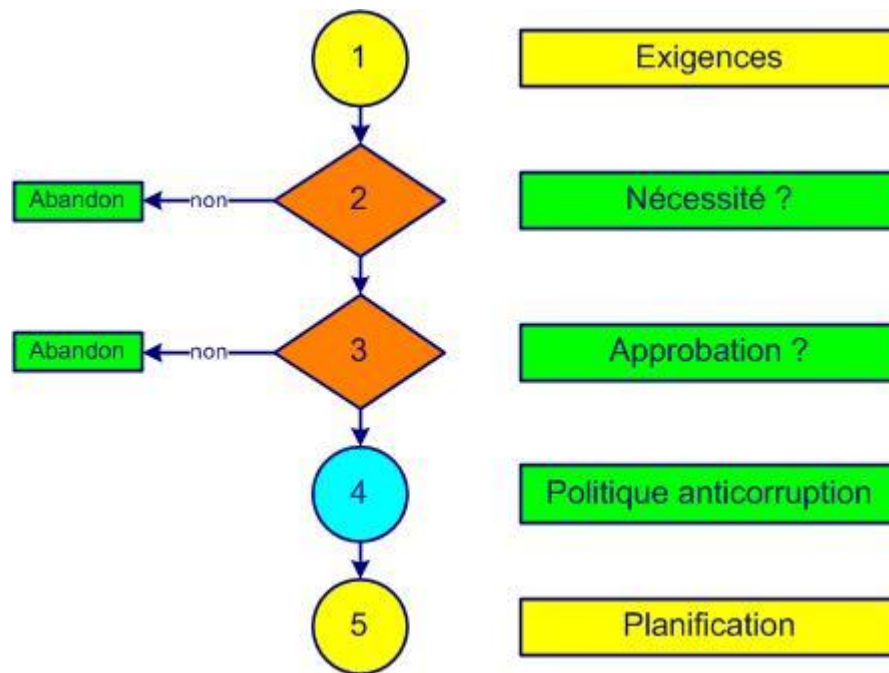 1
Exigences
Abandon
non
2
Nécessité ?
Abandon
non
3
Approbation ?
4
Politique anticorruption
5
Planification